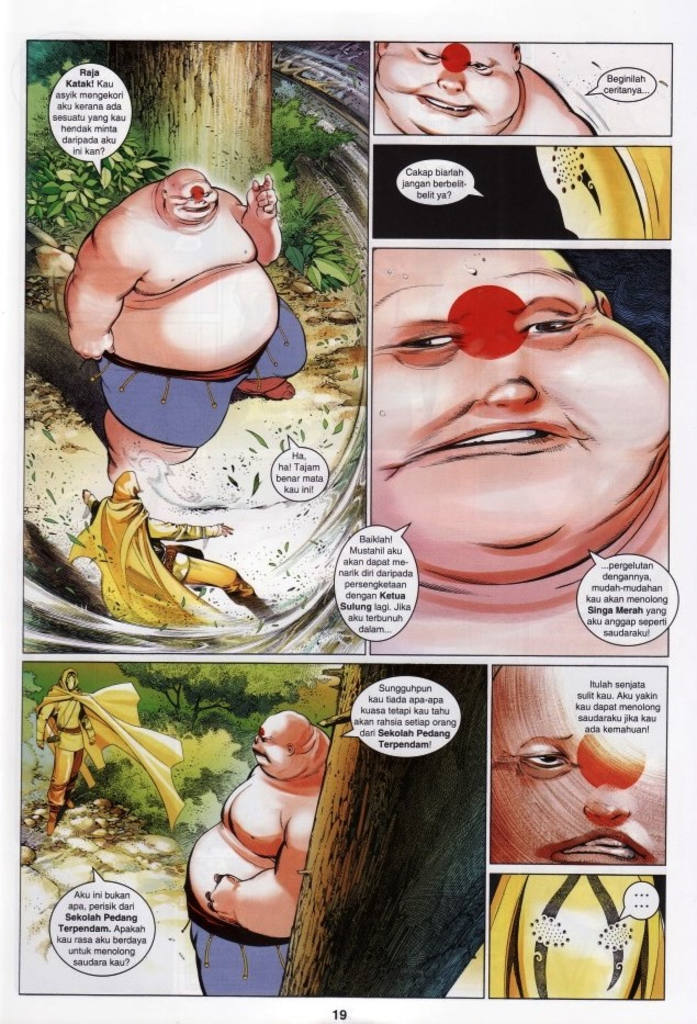 Raja
Katak! Kau
asyik mengekori
aku kerana ada
sesuatu yang kau
hendak minta
daripada aku
ini kan?
Ha,
ha! Tajam
benar mata
kau ini!
Beginilah
ceritanya...
Cakap biarlah
jangan berbelit-
belit ya?
Baiklah!
Mustahil aku
akan dapat me-
narik diri daripada
persengketaan
dengan Ketua
Sulung lagi. Jika
aku terbunuh
dalam...
...pergelutan
dengannya,
mudah-mudahan
kau akan menolong
Singa Merah yang
aku anggap seperti
saudaraku!
Aku ini bukan
apa, perisik dari
Sekolah Pedang
Terpendam. Apakah
kau rasa aku berdaya
untuk menolong
saudara kau?
Sungguhpun
kau tiada apa-apa
kuasa tetapi kau tahu
akan rahsia setiap orang
dari Sekolah Pedang
Terpendam!
Itulah senjata
sulit kau. Aku yakin
kau dapat menolong
saudaraku jika kau
ada kemahuan!
...
...
19